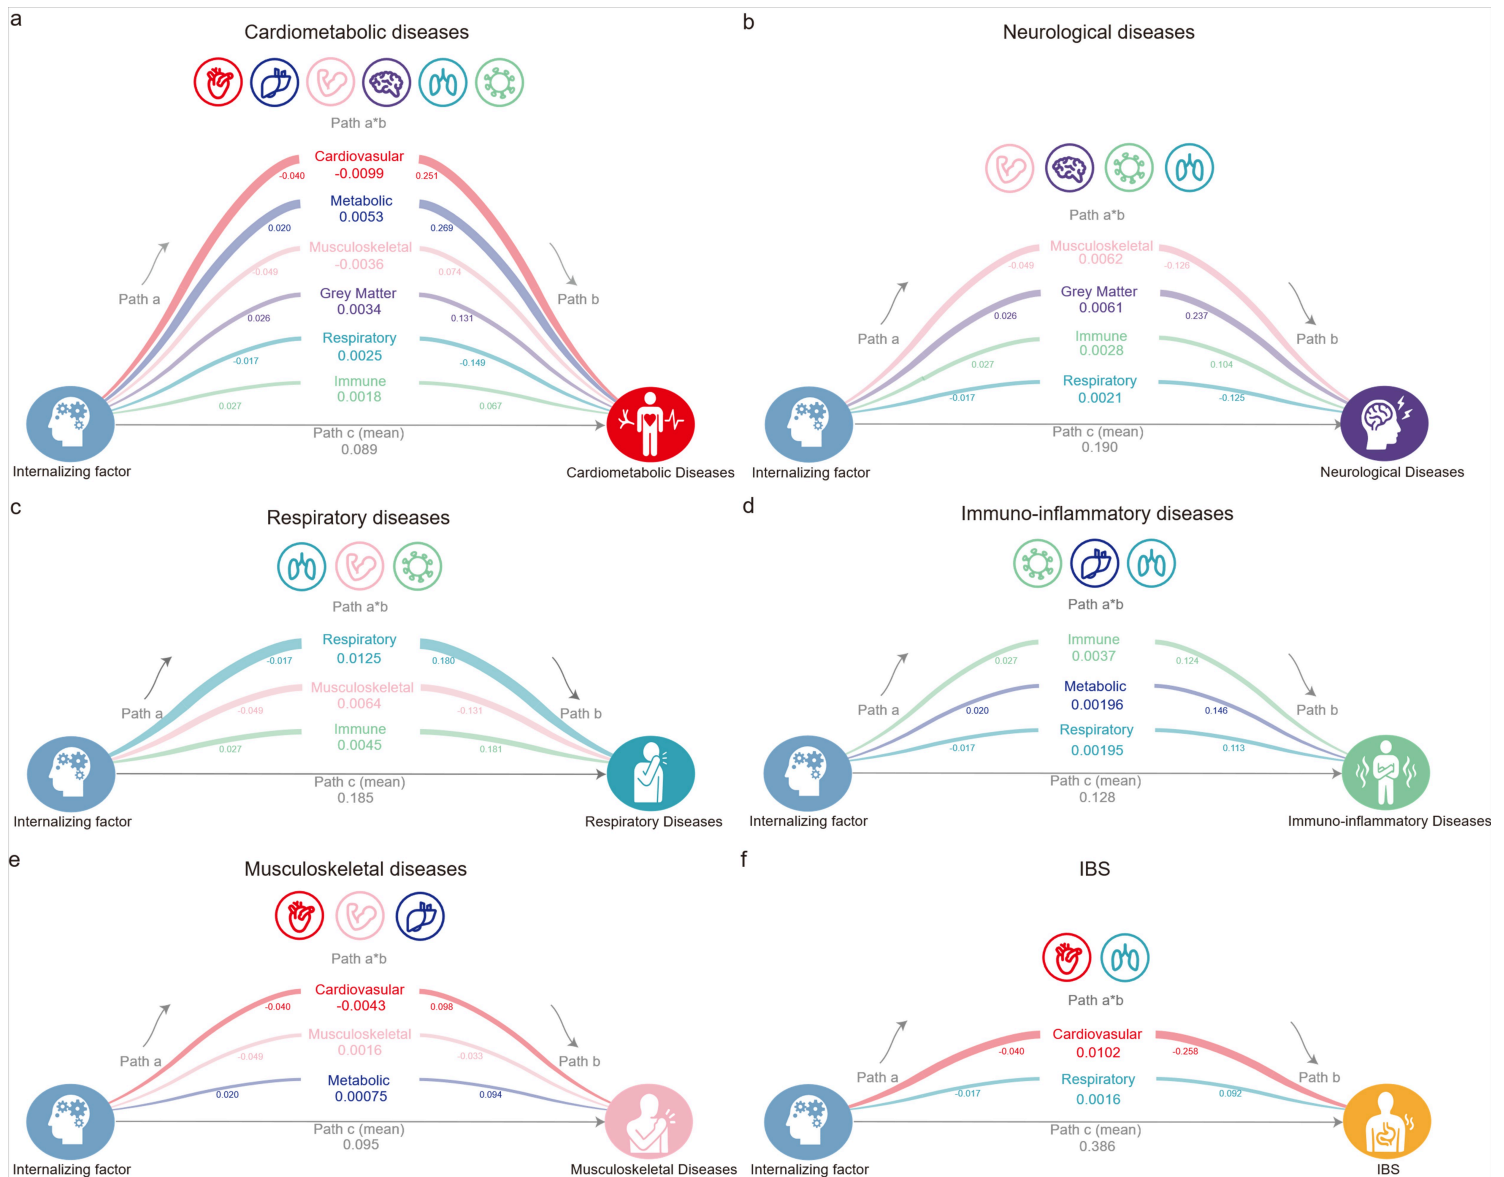 a
Cardiometabolic diseases
Path a*b
Cardiovasular
-0.040 -0.0099 0.251
Metabolic
0.020 0.0053 0.269
Musculoskeletal
-0.049 -0.0036 0.074
Path a
Grey Matter
0.026 0.0034 0.131
Path b
Respiratory
-0.017 0.0025 -0.149
Immune
0.027 0.0018 0.067
Path c (mean)
0.089
Internalizing factor
Cardiometabolic Diseases
b
Neurological diseases
Path a*b
Musculoskeletal
-0.049 0.0062 -0.126
Grey Matter
0.026 0.0061 0.237
Path a
Immune
0.027 0.0028 0.104
Path b
Respiratory
-0.017 0.0021 -0.125
Path c (mean)
0.190
Internalizing factor
Neurological Diseases
c
Respiratory diseases
Path a*b
Respiratory
-0.017 0.0125 0.180
Musculoskeletal
-0.049 0.0064 -0.131
Path a
Path b
Immune
0.027 0.0045 0.181
Path c (mean)
0.185
Internalizing factor
Respiratory Diseases
d
Immuno-inflammatory diseases
Path a*b
Immune
0.027 0.0037 0.124
Metabolic
0.020 0.00196 0.146
Path a
Path b
Respiratory
-0.017 0.00195 0.113
Path c (mean)
0.128
Internalizing factor
Immuno-inflammatory Diseases
e
Musculoskeletal diseases
Path a*b
Cardiovasular
-0.040 -0.0043 0.098
Musculoskeletal
-0.049 0.0016 -0.033
Path a
Path b
Metabolic
0.020 0.00075 0.094
Path c (mean)
0.095
Internalizing factor
Musculoskeletal Diseases
f
IBS
Path a*b
Cardiovasular
-0.040 0.0102 -0.258
Path a
Path b
Respiratory
-0.017 0.0016 0.092
Path c (mean)
0.386
Internalizing factor
IBS